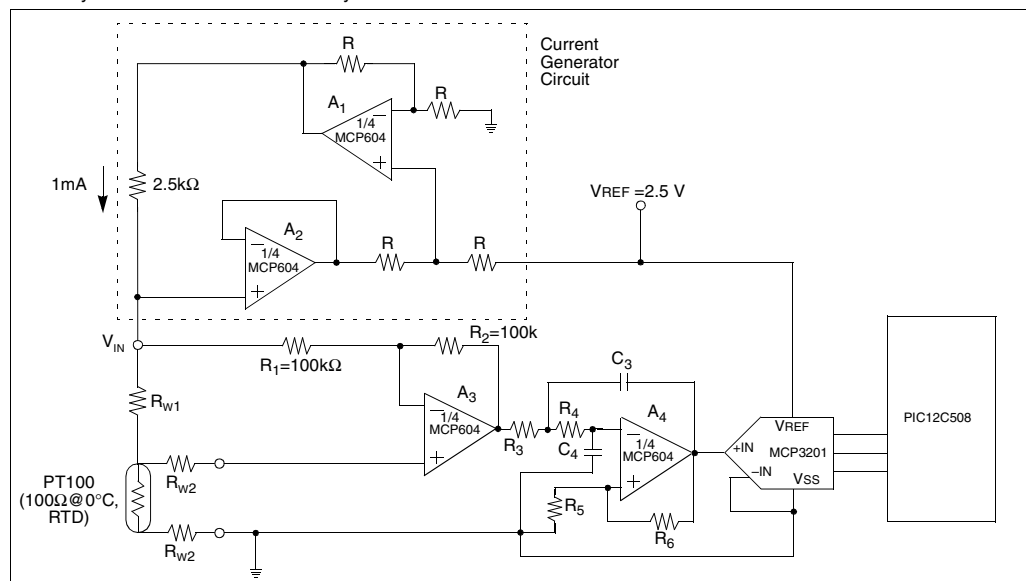 Current
Generator
Circuit
R
A1
1/4
MCP604
−
+
R
1mA
2.5kΩ
VREF =2.5 V
A2
−
1/4
MCP604
+
R
R
VIN
R1=100kΩ
R2=100k
C3
Rw1
A3
−
1/4
MCP604
+
R3
R4
C4
A4
−
1/4
MCP604
+
VREF
+IN
MCP3201
−IN
VSS
PIC12C508
PT100
(100Ω@0°C,
RTD)
Rw2
Rw2
R5
R6